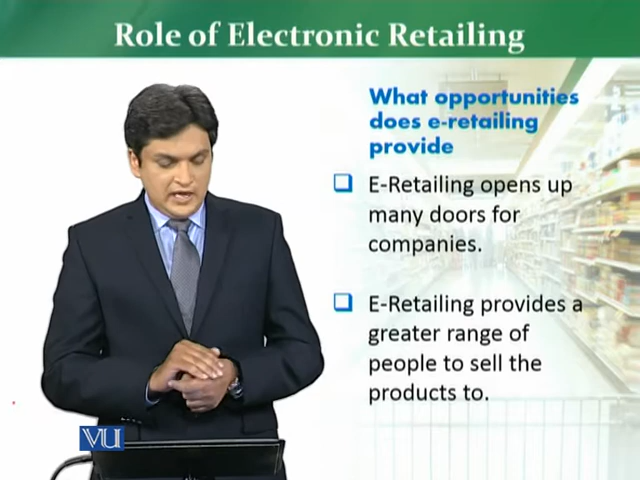 Role of Electronic Retailing
What opportunities
does e-retailing
provide
E-Retailing opens up
many doors for
companies.
E-Retailing provides a
greater range of
people to sell the
products to.
VU